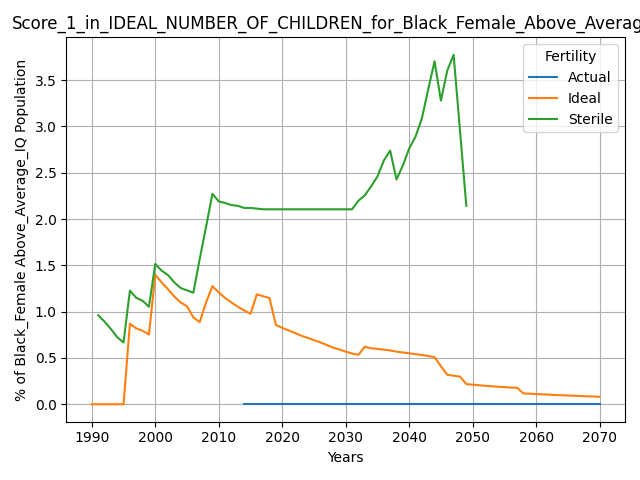 Score_1_in_IDEAL_NUMBER_OF_CHILDREN_for_Black_Female_Above_Averag
% of Black_Female Above_Average_IQ Population
3.5
3.0
2.5
2.0
1.5
1.0
0.5
0.0
Fertility
Actual
Ideal
Sterile
1990 2000 2010 2020 2030 2040 2050 2060 2070
Years